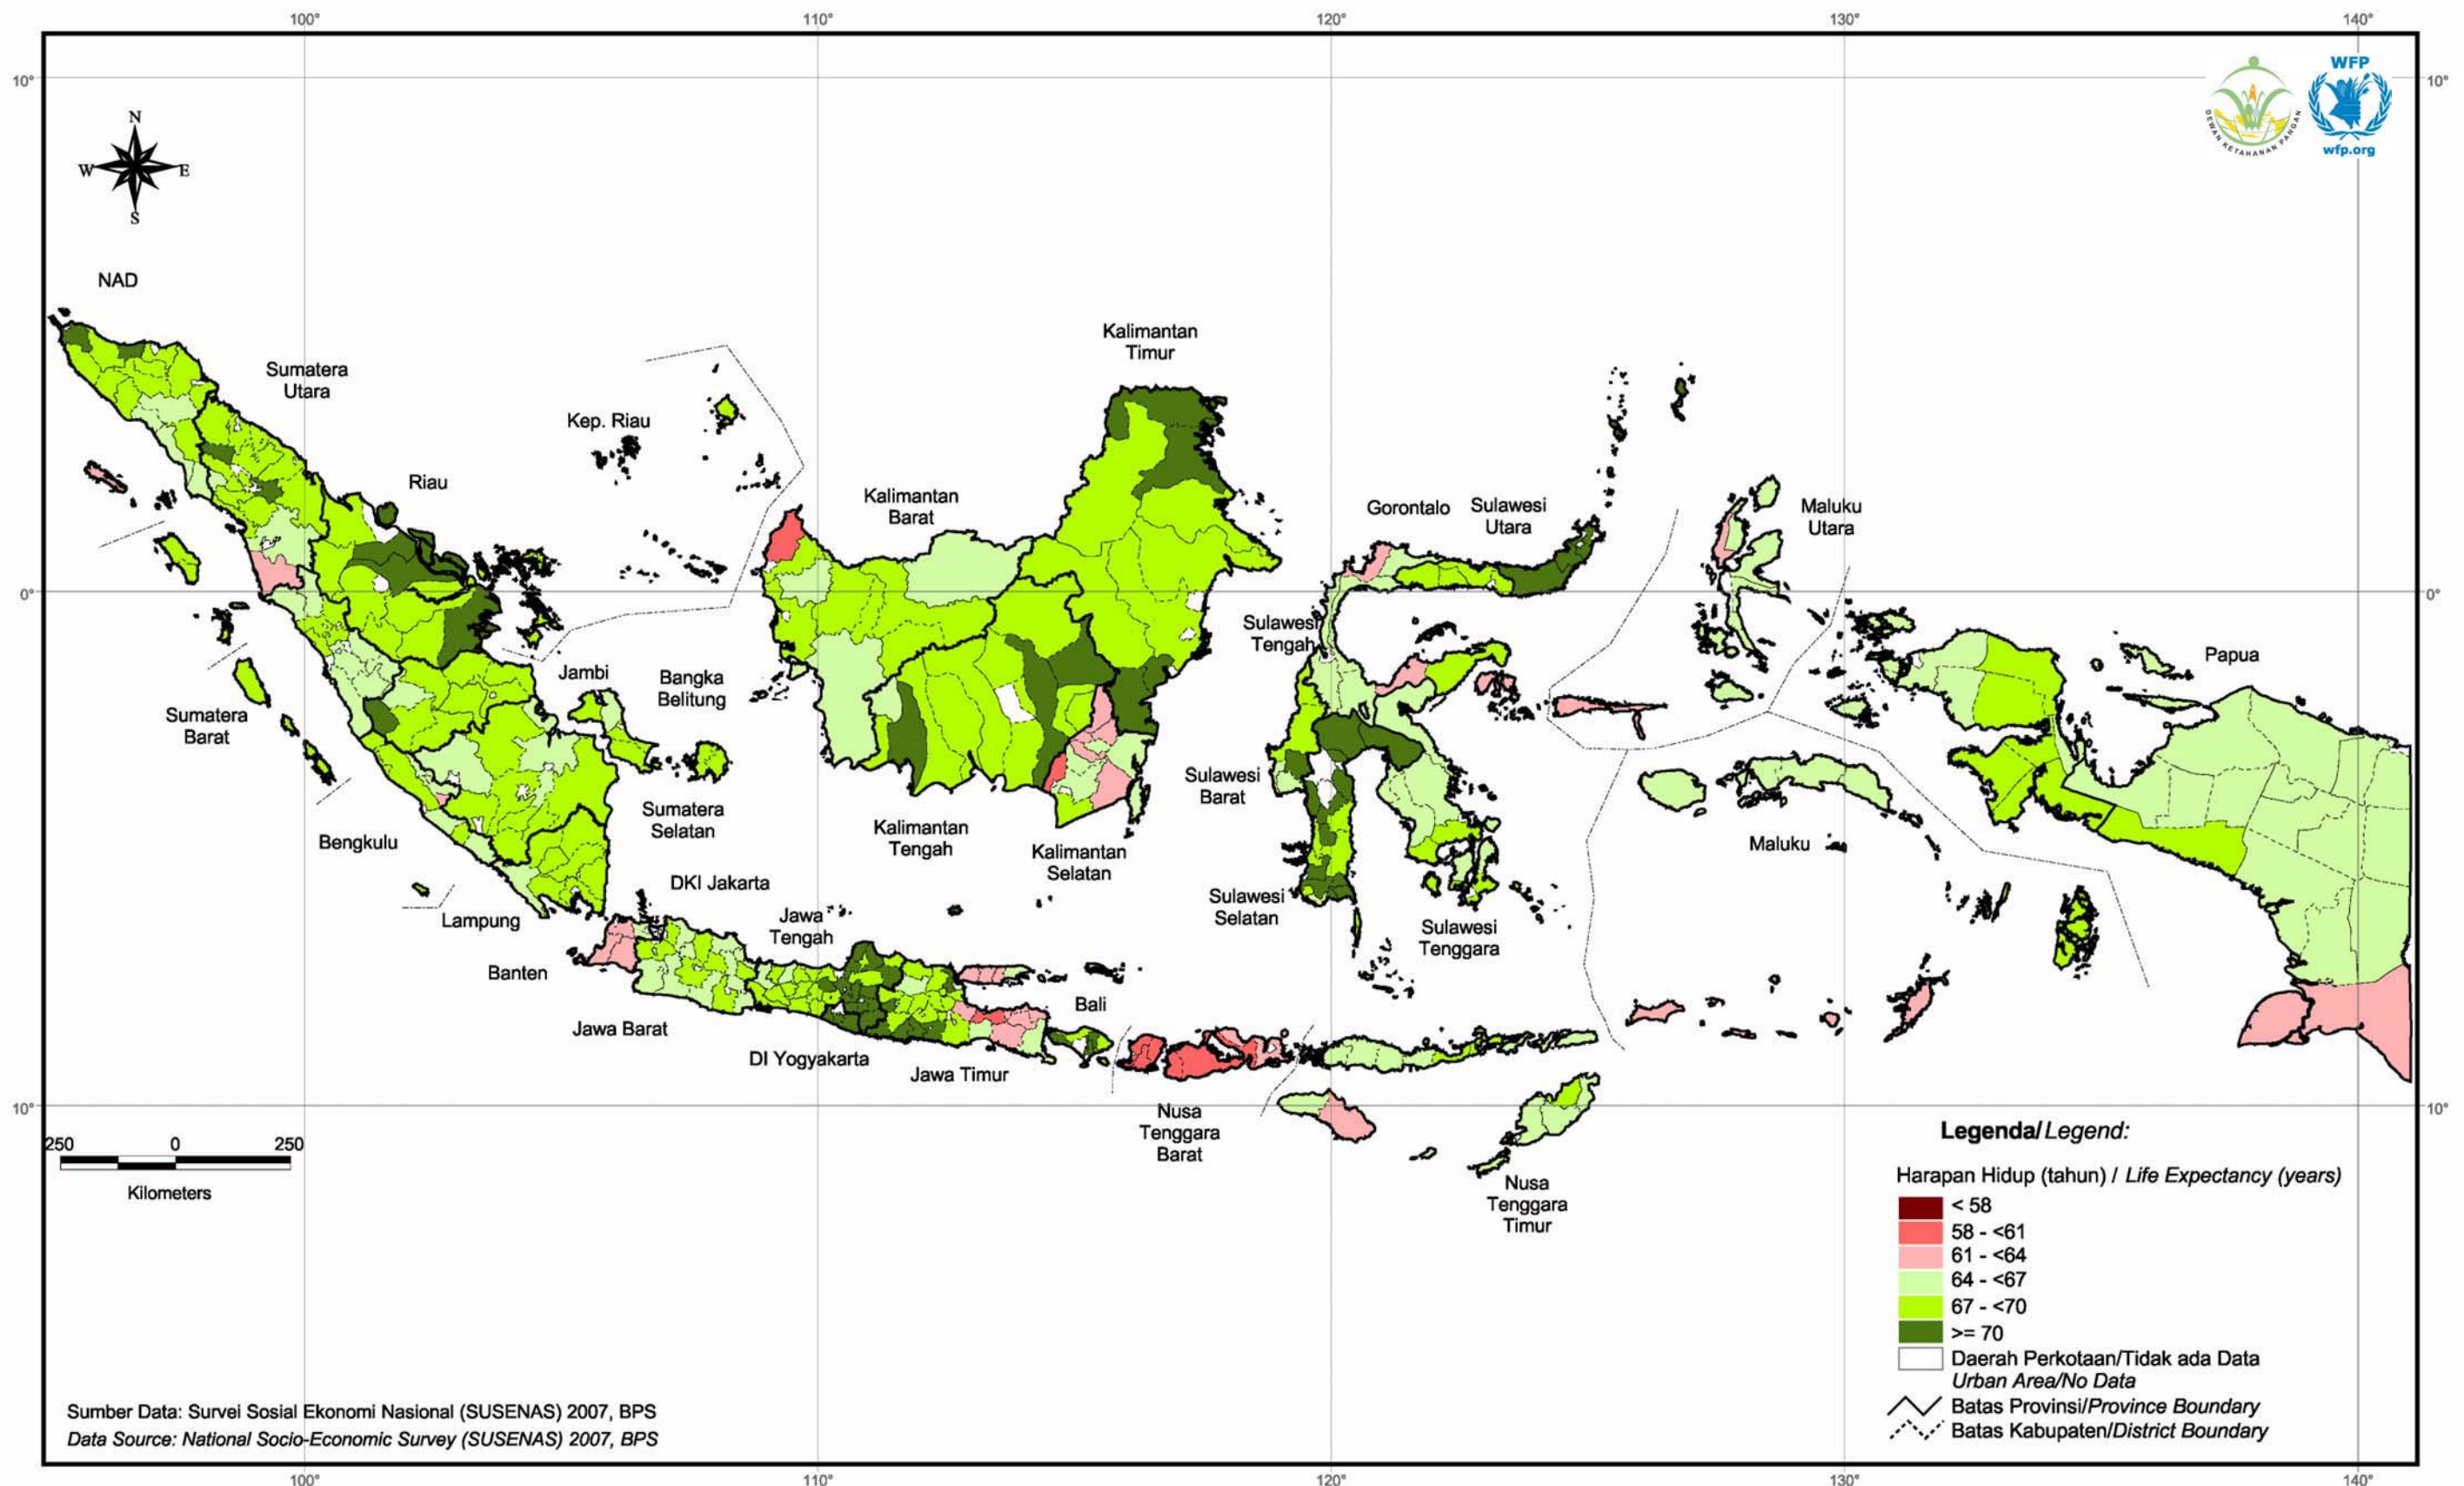 100° 110° 120° 130° 140°
10° 10°
WFP
DEWAN KETAHANAN PANGAN
wfp.org
N
W E
S
NAD
Sumatera
Utara
Kep. Riau
Riau
Kalimantan
Timur
Kalimantan
Barat
Gorontalo
Sulawesi
Utara
Maluku
Utara
0° 0°
Sulawesi
Tengah
Papua
Jambi
Bangka
Belitung
Sumatera
Barat
Sulawesi
Barat
Sumatera
Selatan
Bengkulu
Kalimantan
Tengah
Kalimantan
Selatan
Maluku
DKI Jakarta
Lampung
Jawa
Tengah
Sulawesi
Selatan
Sulawesi
Tenggara
Banten
Bali
Jawa Barat
DI Yogyakarta
Jawa Timur
10° 10°
Nusa
Tenggara
Barat
Nusa
Tenggara
Timur
250 0 250
Kilometers
Legenda/Legend:
Harapan Hidup (tahun) / Life Expectancy (years)
< 58
58 - <61
61 - <64
64 - <67
67 - <70
>= 70
Daerah Perkotaan/Tidak ada Data
Urban Area/No Data
Batas Provinsi/Province Boundary
Batas Kabupaten/District Boundary
Sumber Data: Survei Sosial Ekonomi Nasional (SUSENAS) 2007, BPS
Data Source: National Socio-Economic Survey (SUSENAS) 2007, BPS
100° 110° 120° 130° 140°